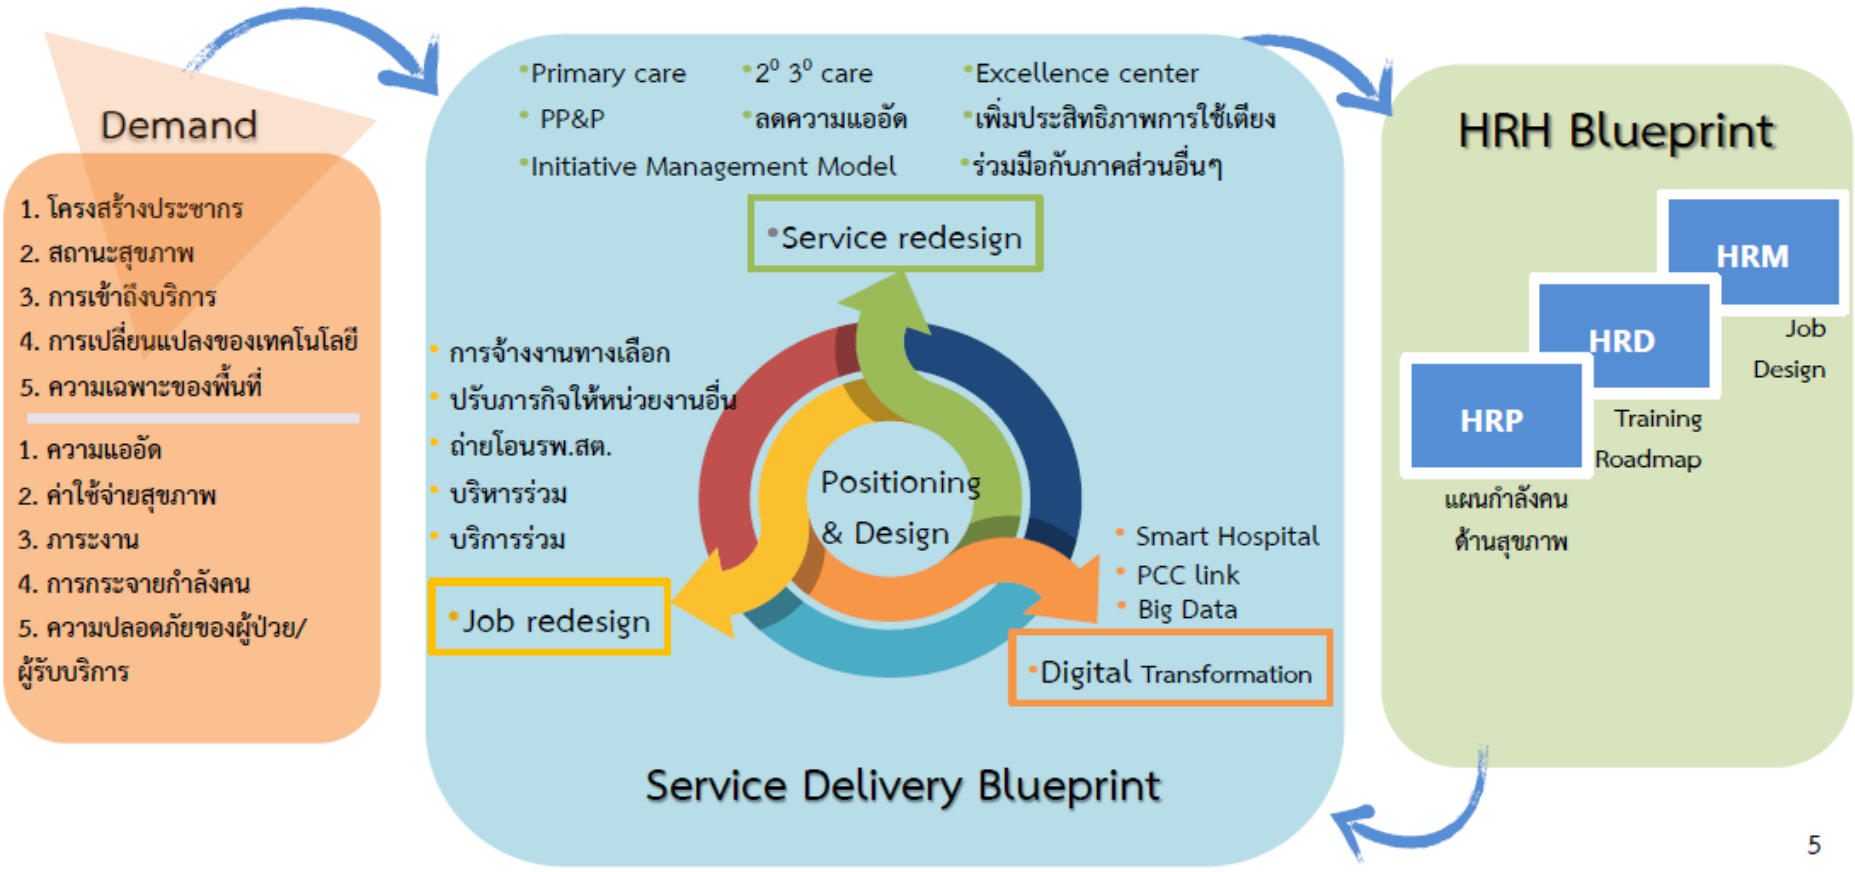 Demand
1. โครงสร้างประชากร
2. สถานะสุขภาพ
3. การเข้าถึงบริการ
4. การเปลี่ยนแปลงของเทคโนโลยี
5. ความเฉพาะของพื้นที่
1. ความแออัด
2. ค่าใช้จ่ายสุขภาพ
3. ภาระงาน
4. การกระจายกำลังคน
5. ความปลอดภัยของผู้ป่วย/
ผู้รับบริการ
•Primary care •2⁰ 3⁰ care •Excellence center
• PP&P •ลดความแออัด •เพิ่มประสิทธิภาพการใช้เตียง
•Initiative Management Model •ร่วมมือกับภาคส่วนอื่นๆ
•Service redesign
• การจ้างงานทางเลือก
• ปรับภารกิจให้หน่วยงานอื่น
• ถ่ายโอนรพ.สต.
• บริหารร่วม
• บริการร่วม
•Job redesign
Positioning
& Design
• Smart Hospital
• PCC link
• Big Data
•Digital Transformation
Service Delivery Blueprint
HRH Blueprint
HRM
Job
Design
HRD
Training
Roadmap
HRP
แผนกำลังคน
ด้านสุขภาพ
5